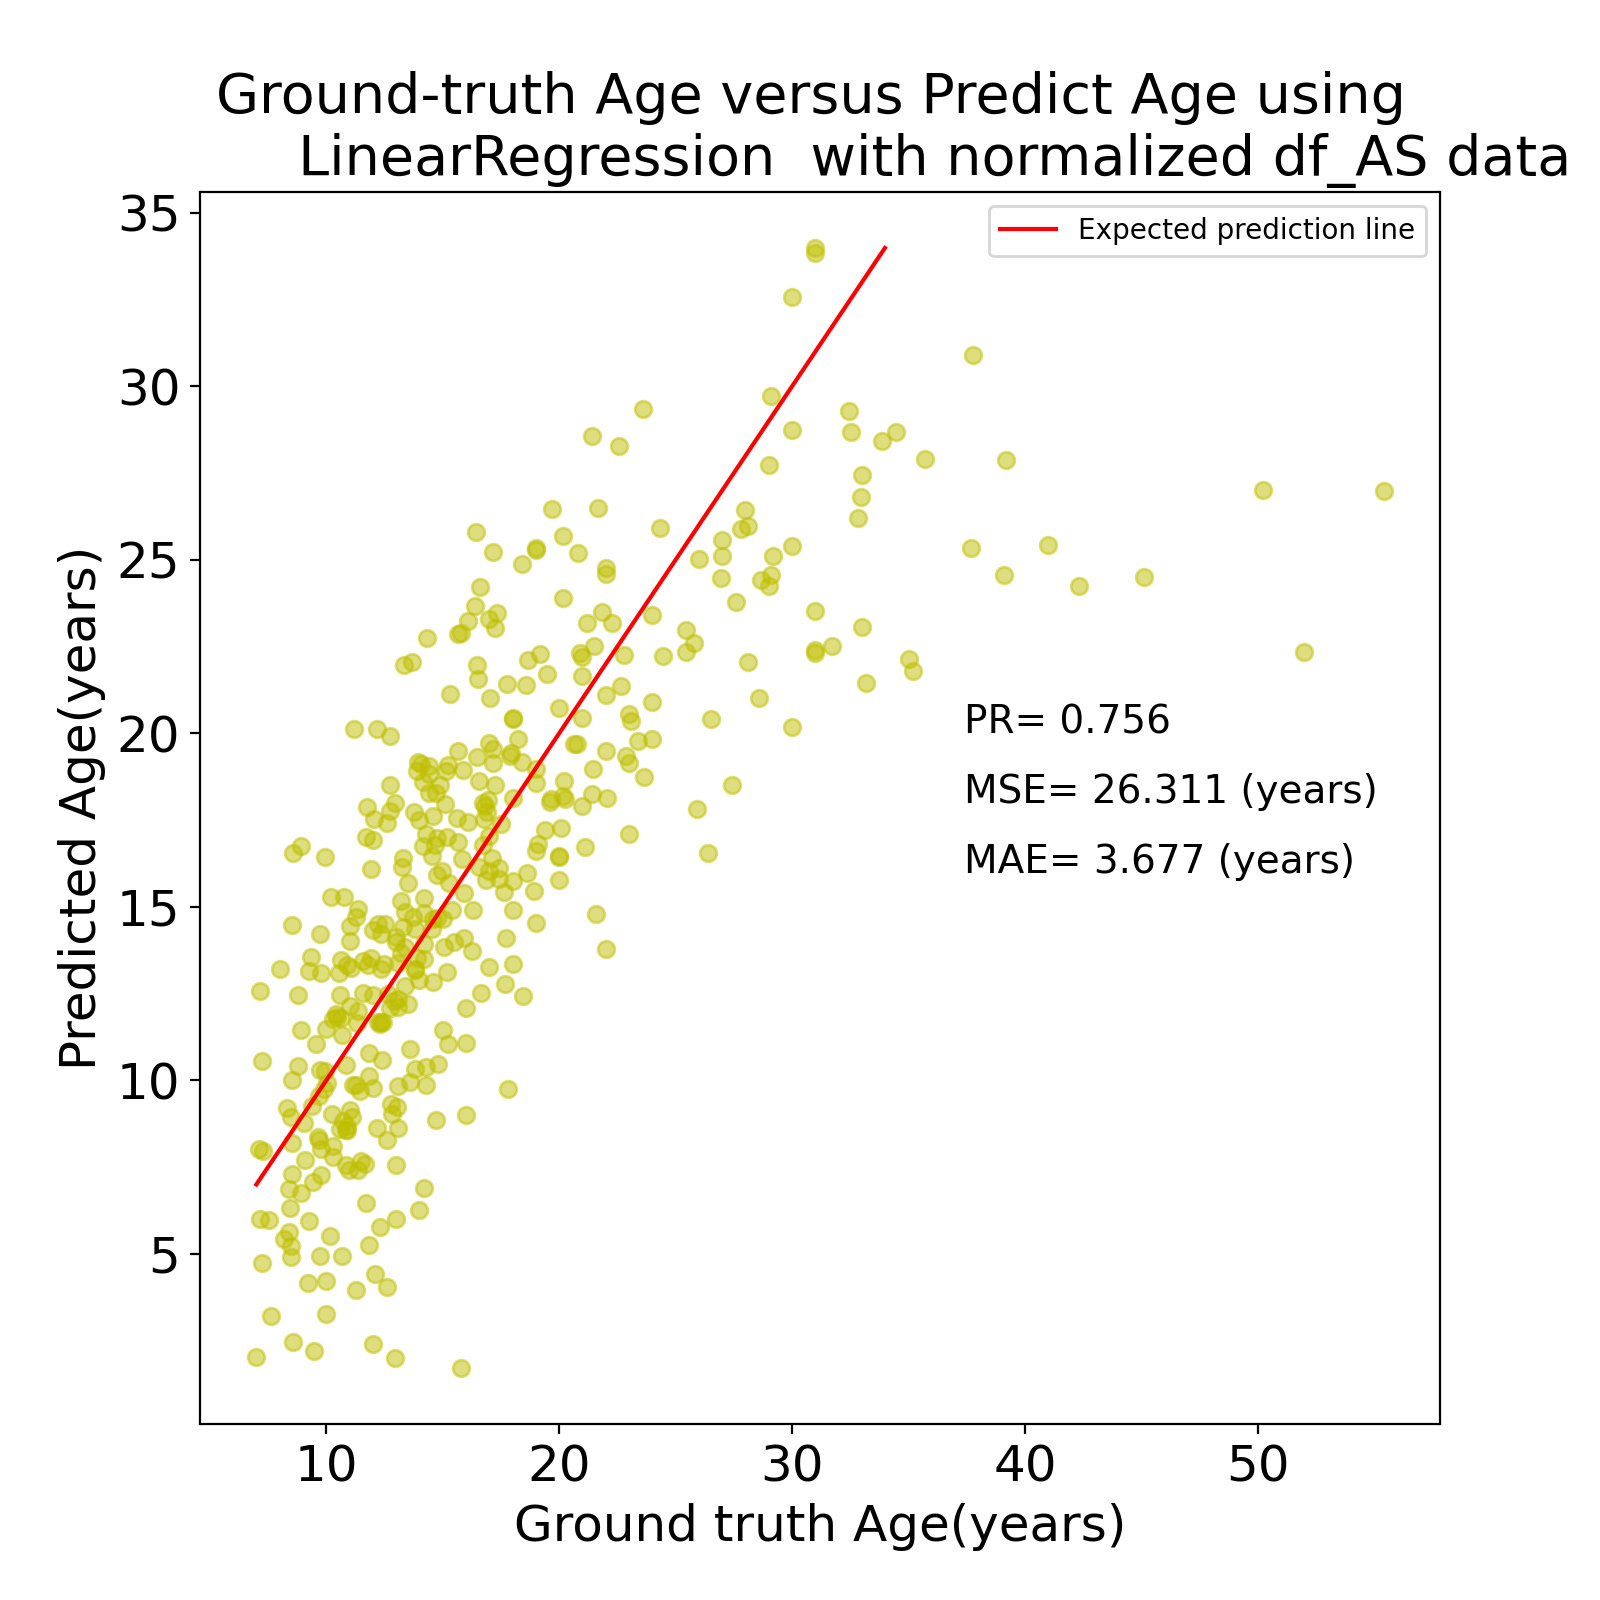 Ground-truth Age versus Predict Age using
LinearRegression  with normalized df_AS data
Expected prediction line
35
30
25
20
15
10
5
Predicted Age(years)
PR= 0.756
MSE= 26.311 (years)
MAE= 3.677 (years)
10 20 30 40 50
Ground truth Age(years)